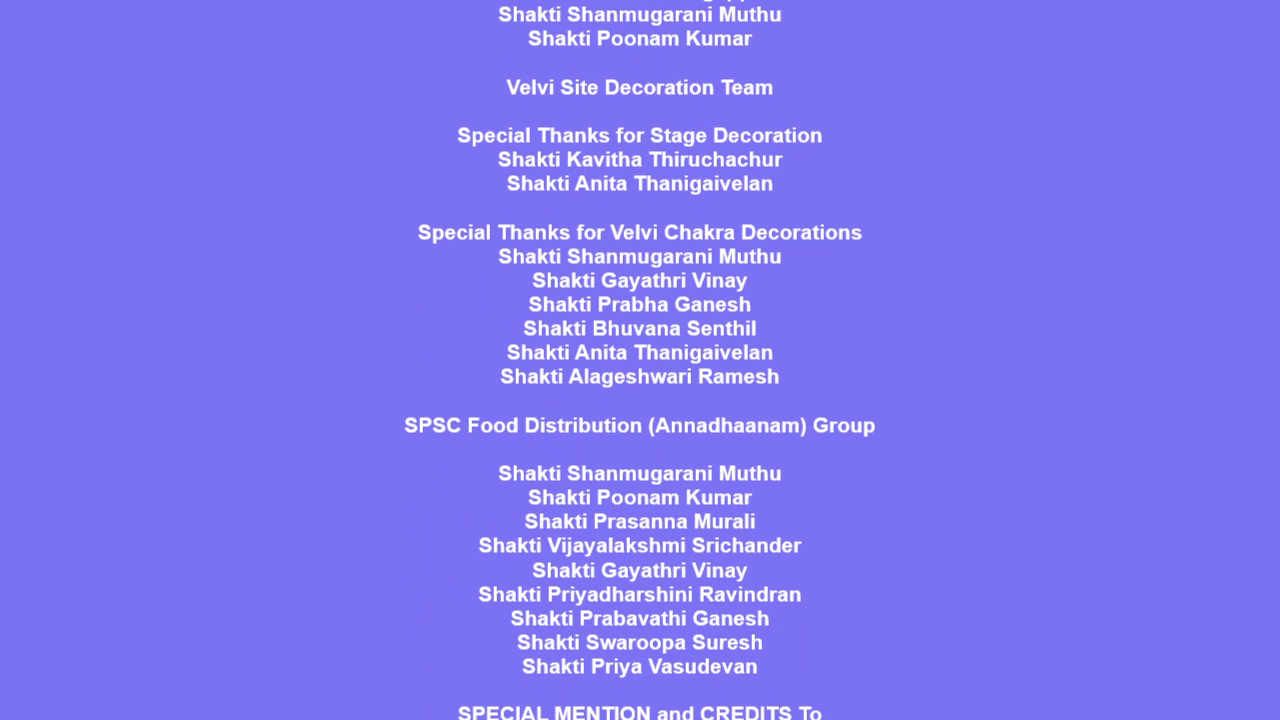 Shakti Shanmugarani Muthu
Shakti Poonam Kumar
Velvi Site Decoration Team
Special Thanks for Stage Decoration
Shakti Kavitha Thiruchachur
Shakti Anita Thanigaivelan
Special Thanks for Velvi Chakra Decorations
Shakti Shanmugarani Muthu
Shakti Gayathri Vinay
Shakti Prabha Ganesh
Shakti Bhuvana Senthil
Shakti Anita Thanigaivelan
Shakti Alageshwari Ramesh
SPSC Food Distribution (Annadhaanam) Group
Shakti Shanmugarani Muthu
Shakti Poonam Kumar
Shakti Prasanna Murali
Shakti Vijayalakshmi Srichander
Shakti Gayathri Vinay
Shakti Priyadharshini Ravindran
Shakti Prabavathi Ganesh
Shakti Swaroopa Suresh
Shakti Priya Vasudevan
SPECIAL MENTION and CREDITS To